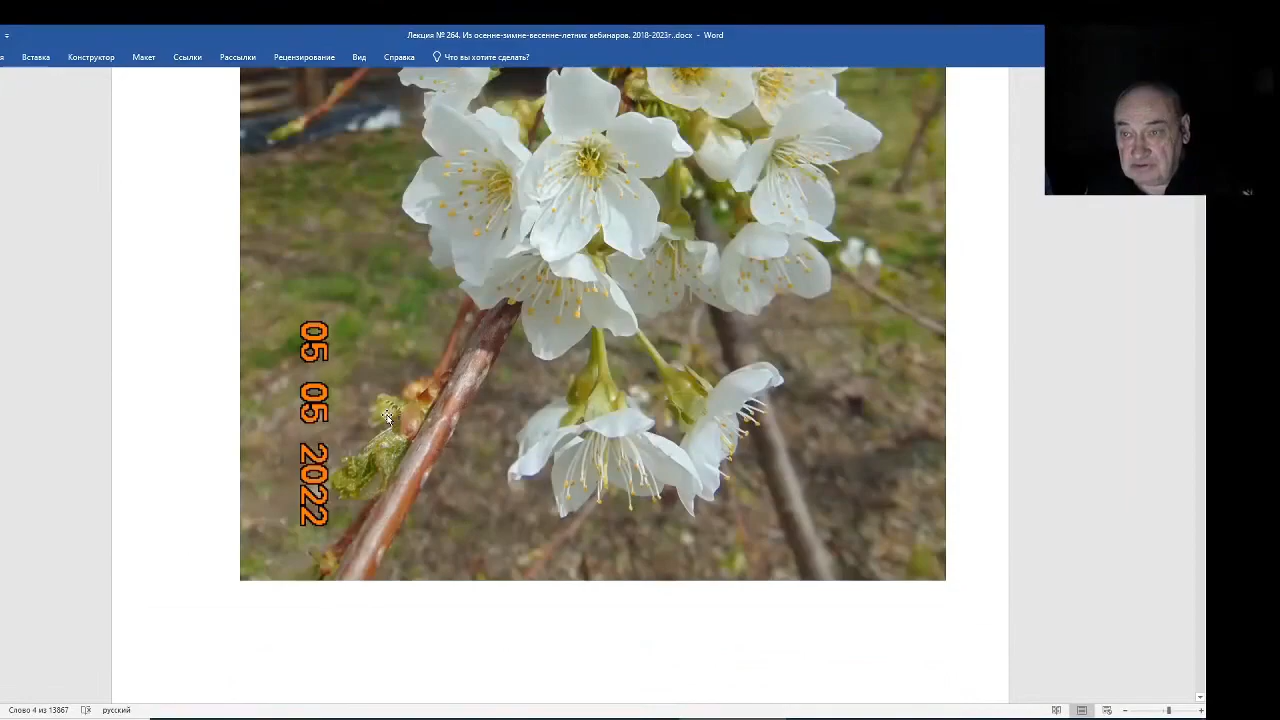 Лекция № 264. Из осенне-зимне-весенне-летних вебинаров. 2018-2023г..docx - Word
я Вставка Конструктор Макет Ссылки Рассылки Рецензирование Вид Справка Что вы хотите сделать?
05 05 2022
Слово 4 из 13867 русский